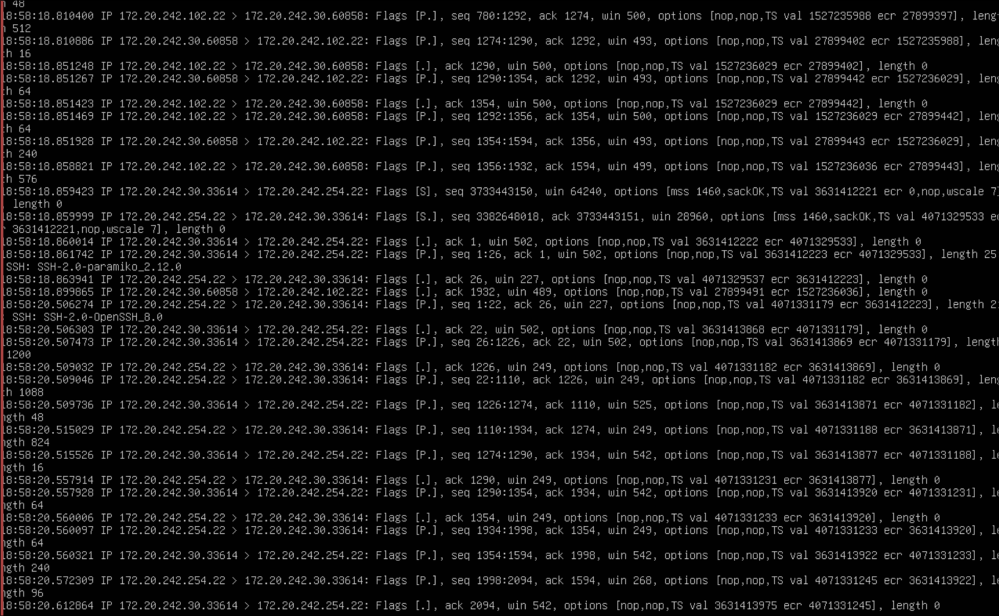 h 48
18:58:18.810400 IP 172.20.242.102.22 > 172.20.242.30.60858: Flags [P.], seq 780:1292, ack 1274, win 500, options [nop,nop,TS val 1527235988 ecr 27899397], leng
h 512
18:58:18.810886 IP 172.20.242.30.60858 > 172.20.242.102.22: Flags [P.], seq 1274:1290, ack 1292, win 493, options [nop,nop,TS val 27899402 ecr 1527235988], leng
th 16
18:58:18.851248 IP 172.20.242.102.22 > 172.20.242.30.60858: Flags [.], ack 1290, win 500, options [nop,nop,TS val 1527236029 ecr 27899402], length 0
18:58:18.851267 IP 172.20.242.30.60858 > 172.20.242.102.22: Flags [P.], seq 1290:1354, ack 1292, win 493, options [nop,nop,TS val 27899442 ecr 1527236029], leng
th 64
18:58:18.851423 IP 172.20.242.102.22 > 172.20.242.30.60858: Flags [.], ack 1354, win 500, options [nop,nop,TS val 1527236029 ecr 27899442], length 0
18:58:18.851469 IP 172.20.242.102.22 > 172.20.242.30.60858: Flags [P.], seq 1292:1356, ack 1354, win 500, options [nop,nop,TS val 1527236029 ecr 27899442], leng
th 64
18:58:18.851928 IP 172.20.242.30.60858 > 172.20.242.102.22: Flags [P.], seq 1354:1594, ack 1356, win 493, options [nop,nop,TS val 27899443 ecr 1527236029], leng
th 240
18:58:18.858821 IP 172.20.242.102.22 > 172.20.242.30.60858: Flags [P.], seq 1356:1932, ack 1594, win 499, options [nop,nop,TS val 1527236036 ecr 27899443], leng
th 576
18:58:18.859423 IP 172.20.242.30.33614 > 172.20.242.254.22: Flags [S], seq 3733443150, win 64240, options [mss 1460,sackOK,TS val 3631412221 ecr 0,nop,wscale 7]
length 0
18:58:18.859999 IP 172.20.242.254.22 > 172.20.242.30.33614: Flags [S.], seq 3382648018, ack 3733443151, win 28960, options [mss 1460,sackOK,TS val 4071329533 ec
r 3631412221,nop,wscale 7], length 0
18:58:18.860014 IP 172.20.242.30.33614 > 172.20.242.254.22: Flags [.], ack 1, win 502, options [nop,nop,TS val 3631412222 ecr 4071329533], length 0
18:58:18.861742 IP 172.20.242.30.33614 > 172.20.242.254.22: Flags [P.], seq 1:26, ack 1, win 502, options [nop,nop,TS val 3631412223 ecr 4071329533], length 25
SSH: SSH-2.0-paramiko_2.12.0
18:58:18.863941 IP 172.20.242.254.22 > 172.20.242.30.33614: Flags [.], ack 26, win 227, options [nop,nop,TS val 4071329537 ecr 3631412223], length 0
18:58:18.899865 IP 172.20.242.30.60858 > 172.20.242.102.22: Flags [.], ack 1932, win 489, options [nop,nop,TS val 27899491 ecr 1527236036], length 0
18:58:20.506274 IP 172.20.242.254.22 > 172.20.242.30.33614: Flags [P.], seq 1:22, ack 26, win 227, options [nop,nop,TS val 4071331179 ecr 3631412223], length 2
: SSH: SSH-2.0-OpenSSH_8.0
18:58:20.506303 IP 172.20.242.30.33614 > 172.20.242.254.22: Flags [.], ack 22, win 502, options [nop,nop,TS val 3631413868 ecr 4071331179], length 0
18:58:20.507473 IP 172.20.242.30.33614 > 172.20.242.254.22: Flags [P.], seq 26:1226, ack 22, win 502, options [nop,nop,TS val 3631413869 ecr 4071331179], length
1200
18:58:20.509032 IP 172.20.242.254.22 > 172.20.242.30.33614: Flags [.], ack 1226, win 249, options [nop,nop,TS val 4071331182 ecr 3631413869], length 0
18:58:20.509046 IP 172.20.242.254.22 > 172.20.242.30.33614: Flags [P.], seq 22:1110, ack 1226, win 249, options [nop,nop,TS val 4071331182 ecr 3631413869], leng
th 1088
18:58:20.509736 IP 172.20.242.30.33614 > 172.20.242.254.22: Flags [P.], seq 1226:1274, ack 1110, win 525, options [nop,nop,TS val 3631413871 ecr 4071331182], le
ngth 48
18:58:20.515029 IP 172.20.242.254.22 > 172.20.242.30.33614: Flags [P.], seq 1110:1934, ack 1274, win 249, options [nop,nop,TS val 4071331188 ecr 3631413871], le
ngth 824
18:58:20.515526 IP 172.20.242.30.33614 > 172.20.242.254.22: Flags [P.], seq 1274:1290, ack 1934, win 542, options [nop,nop,TS val 3631413877 ecr 4071331188], le
ngth 16
18:58:20.557914 IP 172.20.242.254.22 > 172.20.242.30.33614: Flags [.], ack 1290, win 249, options [nop,nop,TS val 4071331231 ecr 3631413877], length 0
18:58:20.557928 IP 172.20.242.30.33614 > 172.20.242.254.22: Flags [P.], seq 1290:1354, ack 1934, win 542, options [nop,nop,TS val 3631413920 ecr 4071331231], le
ngth 64
18:58:20.560006 IP 172.20.242.254.22 > 172.20.242.30.33614: Flags [.], ack 1354, win 249, options [nop,nop,TS val 4071331233 ecr 3631413920], length 0
18:58:20.560097 IP 172.20.242.254.22 > 172.20.242.30.33614: Flags [P.], seq 1934:1998, ack 1354, win 249, options [nop,nop,TS val 4071331233 ecr 3631413920], le
ngth 64
18:58:20.560321 IP 172.20.242.30.33614 > 172.20.242.254.22: Flags [P.], seq 1354:1594, ack 1998, win 542, options [nop,nop,TS val 3631413922 ecr 4071331233], le
ngth 240
18:58:20.572309 IP 172.20.242.254.22 > 172.20.242.30.33614: Flags [P.], seq 1998:2094, ack 1594, win 268, options [nop,nop,TS val 4071331245 ecr 3631413922], le
ngth 96
18:58:20.612864 IP 172.20.242.30.33614 > 172.20.242.254.22: Flags [.], ack 2094, win 542, options [nop,nop,TS val 3631413975 ecr 4071331245], length 0